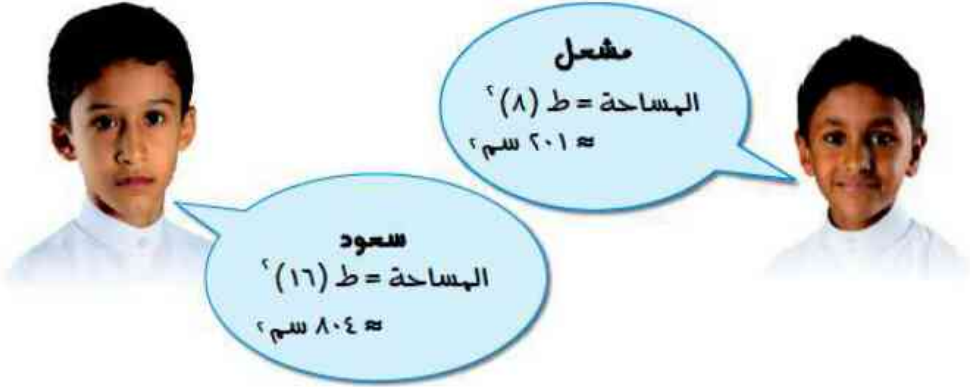 مشعل
المساحة = ط (٨)٢
≈ ٢٠١ سم٢
سعود
المساحة = ط (١٦)٢
≈ ٨٠٤ سم٢